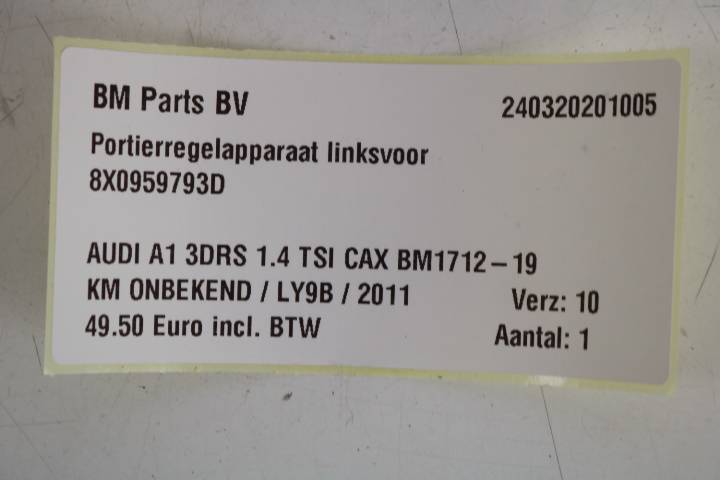 BM Parts BV 240320201005
Portierregelapparaat linksvoor
8X0959793D
AUDI A1 3DRS 1.4 TSI CAX BM1712-19
KM ONBEKEND / LY9B / 2011 Verz: 10
49.50 Euro incl. BTW Aantal: 1